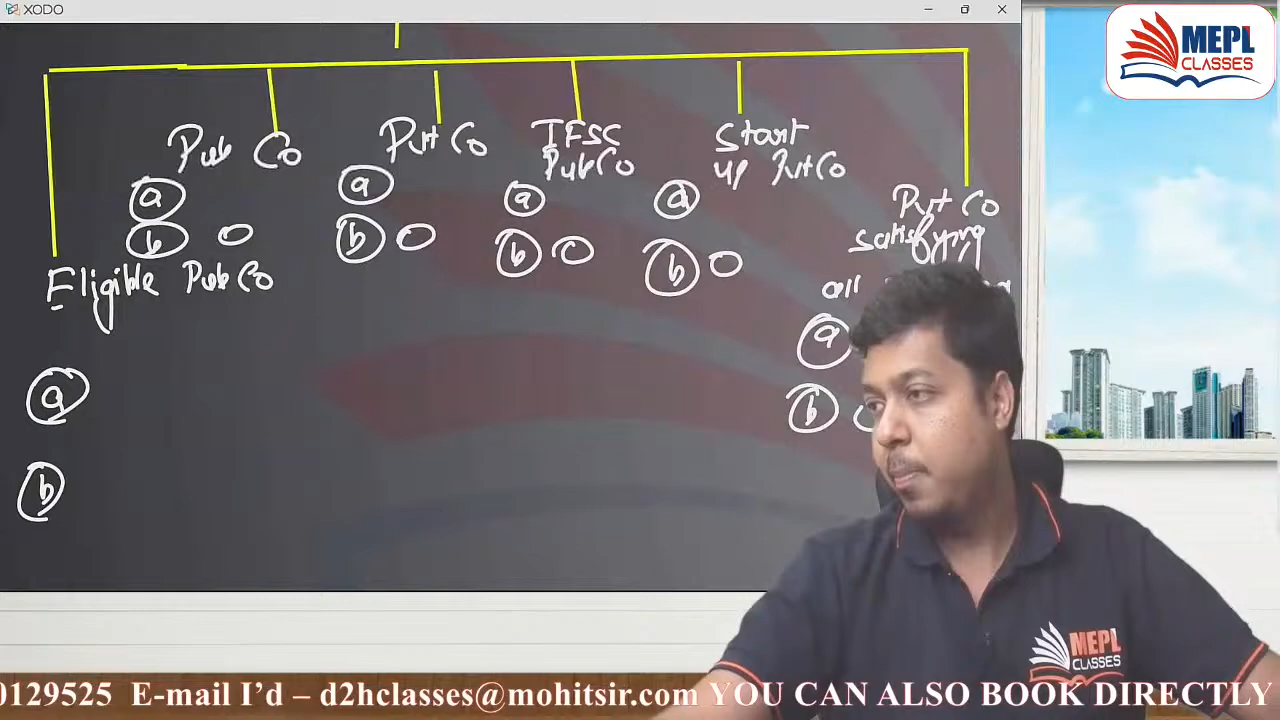 XODO
MEPL
CLASSES
Pub Co
a
b O
Pvt Co
a
b O
IFSC
Pub Co
a
b O
Start
up Pvt Co
a
b O
Pvt Co
satisfying
all
a
b
Eligible Pub Co
a
b
MEPL
CLASSES
0129525 E-mail I'd – d2hclasses@mohitsir.com YOU CAN ALSO BOOK DIRECTLY